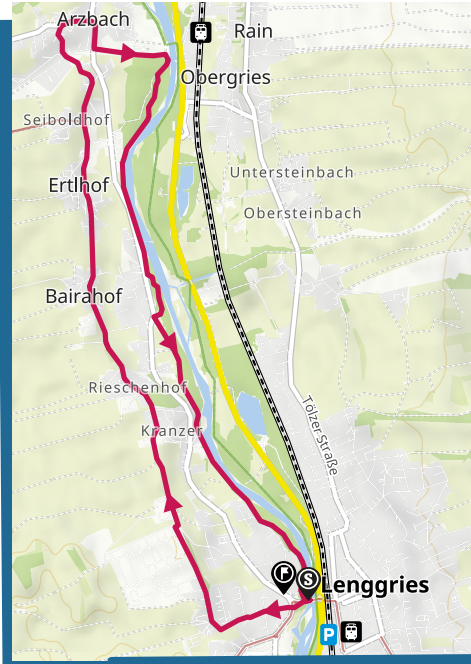 Arzbach
Rain
Obergries
Seiboldhof
Untersteinbach
Ertlhof
Obersteinbach
Bairahof
Rieschenhof
Tölzer Straße
Kranzer
F
S
Lenggries
P